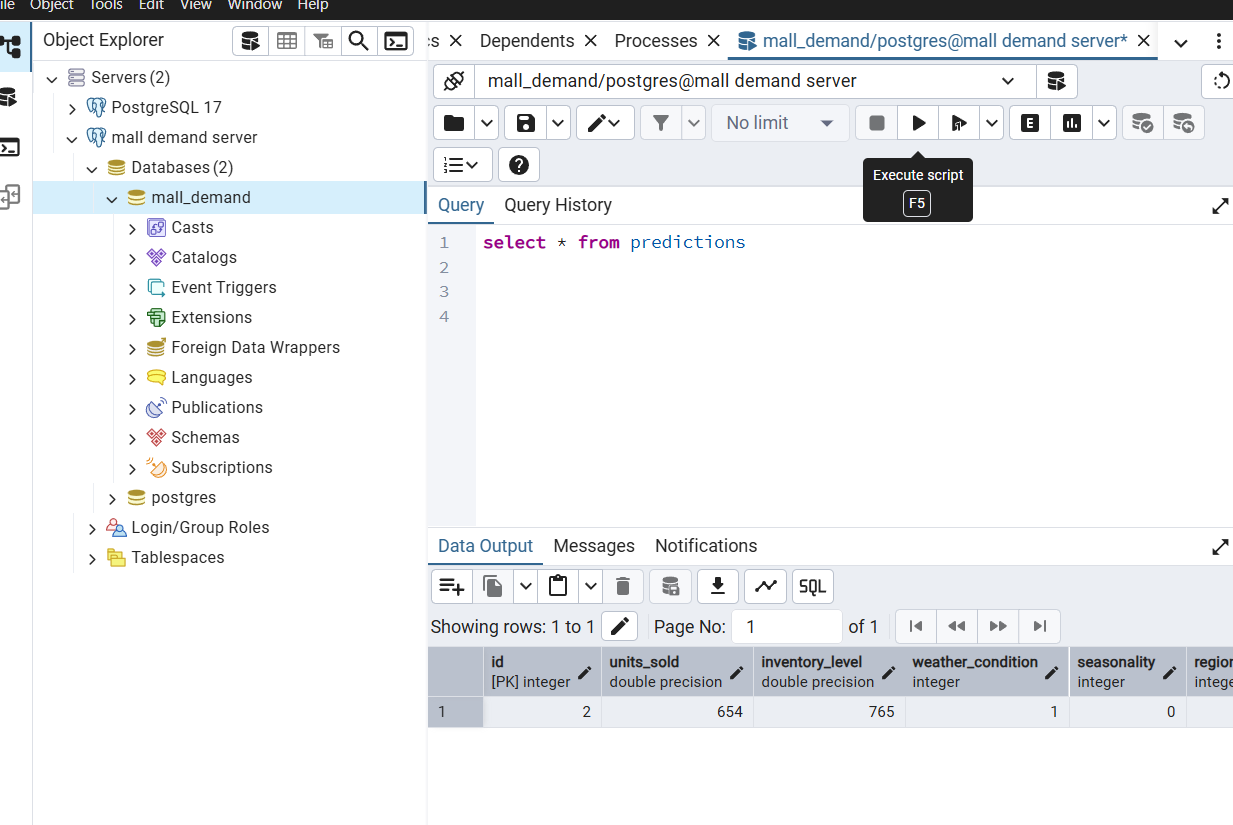 ile Object Tools Edit View Window Help
Object Explorer
cs Dependents Processes mall_demand/postgres@mall demand server*
Servers (2)
PostgreSQL 17
mall demand server
Databases (2)
mall_demand
Casts
Catalogs
Event Triggers
Extensions
Foreign Data Wrappers
Languages
Publications
Schemas
Subscriptions
postgres
Login/Group Roles
Tablespaces
mall_demand/postgres@mall demand server
No limit
E
Execute script
F5
Query Query History
1 select * from predictions
2
3
4
Data Output Messages Notifications
SQL
Showing rows: 1 to 1 Page No: 1 of 1
id units_sold inventory_level weather_condition seasonality region
[PK] integer double precision double precision integer integer intege
1 2 654 765 1 0